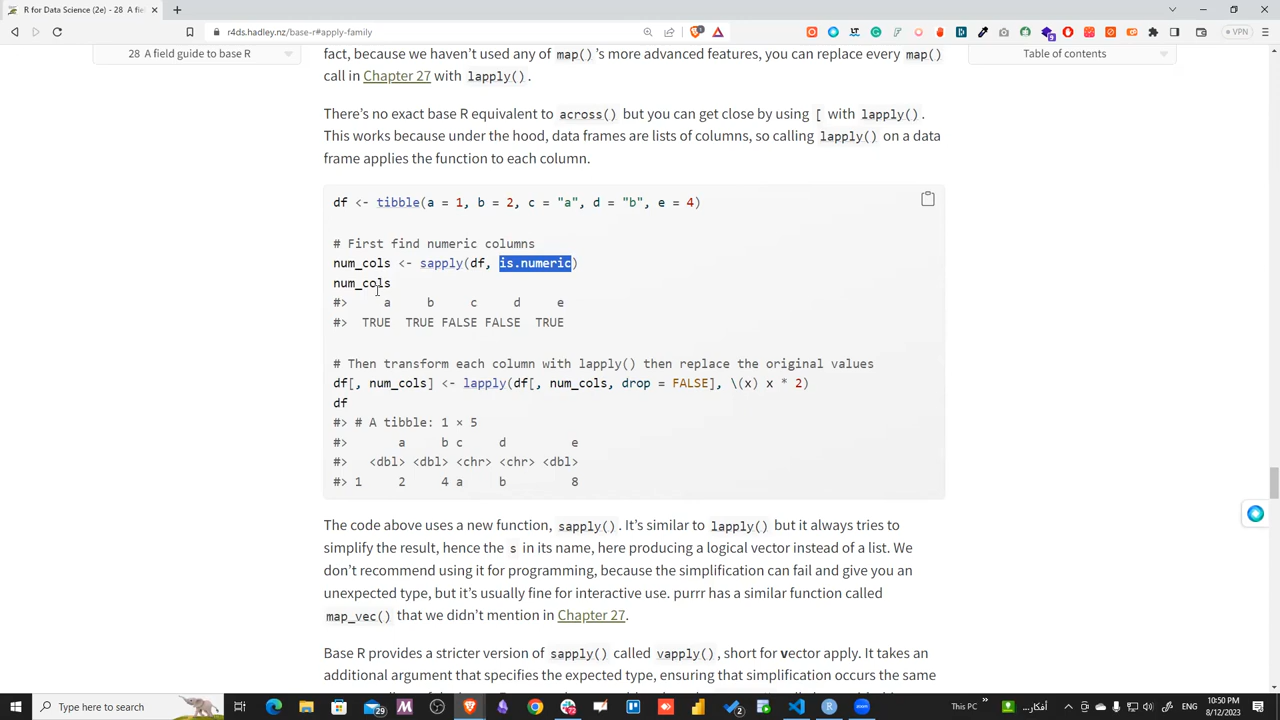 R for Data Science (2e) - 28 A fiel
r4ds.hadley.nz/base-r#apply-family
VPN
28 A field guide to base R
Table of contents
fact, because we haven't used any of map()'s more advanced features, you can replace every map()
call in Chapter 27 with lapply().
There's no exact base R equivalent to across() but you can get close by using [ with lapply().
This works because under the hood, data frames are lists of columns, so calling lapply() on a data
frame applies the function to each column.
df <- tibble(a = 1, b = 2, c = "a", d = "b", e = 4)
# First find numeric columns
num_cols <- sapply(df, is.numeric)
num_cols
#>     a     b     c     d     e
#>  TRUE  TRUE FALSE FALSE  TRUE
# Then transform each column with lapply() then replace the original values
df[, num_cols] <- lapply(df[, num_cols, drop = FALSE], \(x) x * 2)
df
#> # A tibble: 1 × 5
#>       a     b c     d         e
#>   <dbl> <dbl> <chr> <chr> <dbl>
#> 1     2     4 a     b         8
The code above uses a new function, sapply(). It's similar to lapply() but it always tries to
simplify the result, hence the s in its name, here producing a logical vector instead of a list. We
don't recommend using it for programming, because the simplification can fail and give you an
unexpected type, but it's usually fine for interactive use. purrr has a similar function called
map_vec() that we didn't mention in Chapter 27.
Base R provides a stricter version of sapply() called vapply(), short for vector apply. It takes an
additional argument that specifies the expected type, ensuring that simplification occurs the same
Type here to search
29
2
This PC
أفكار
10:50 PM
8/12/2023